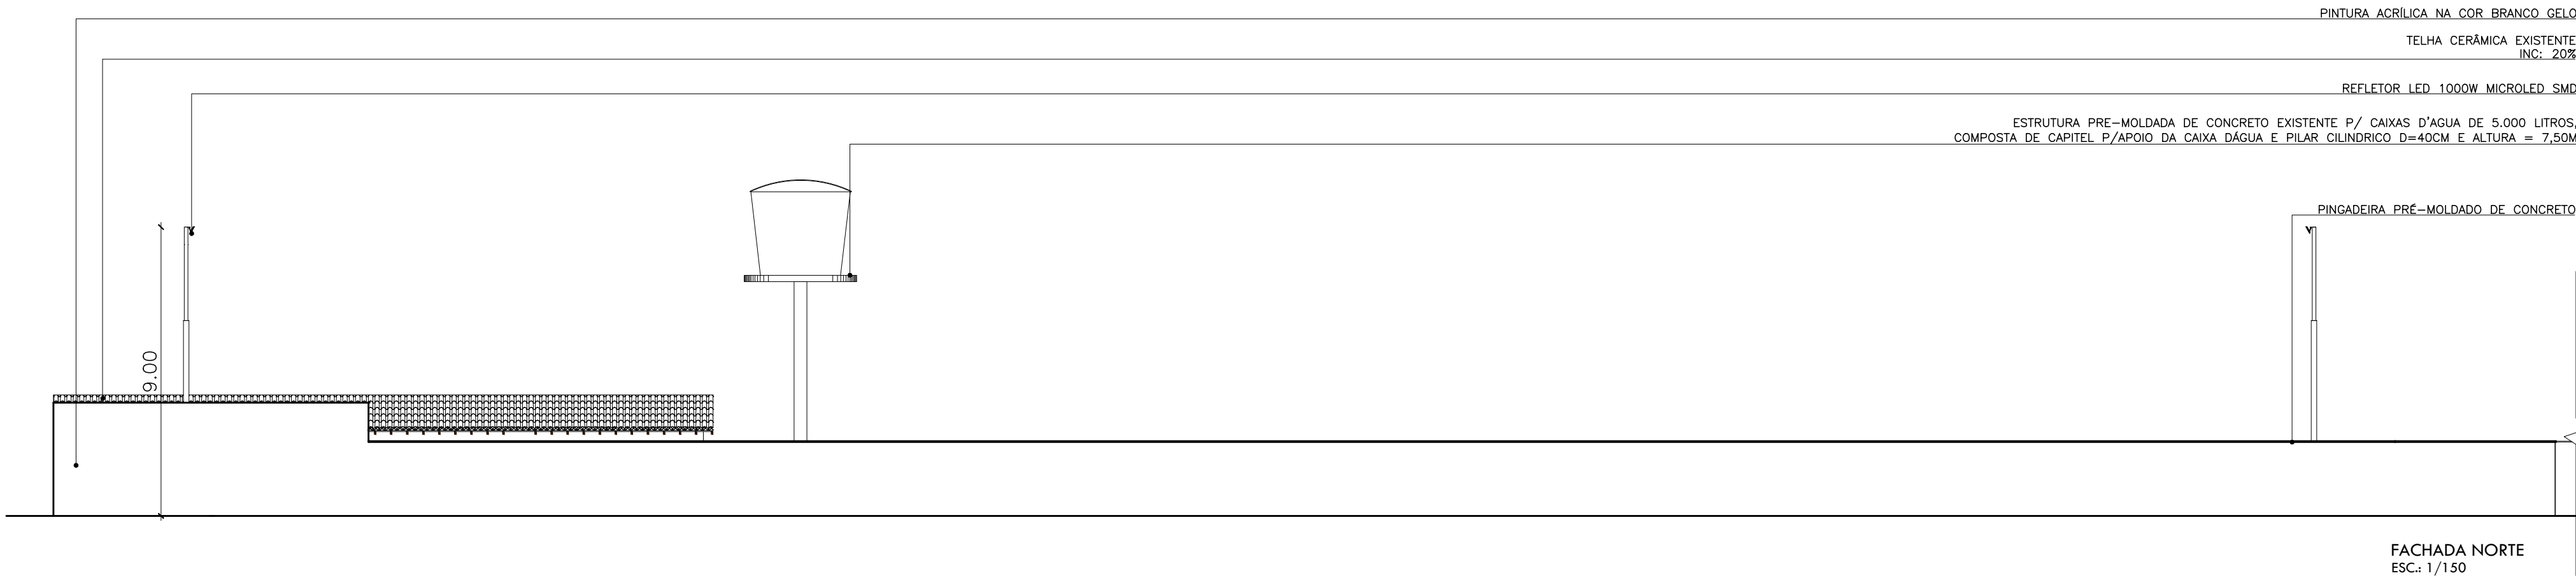 PINTURA ACRÍLICA NA COR BRANCO GELO
TELHA CERÂMICA EXISTENTE
INC: 20%
REFLETOR LED 1000W MICROLED SMD
ESTRUTURA PRE-MOLDADA DE CONCRETO EXISTENTE P/ CAIXAS D'AGUA DE 5.000 LITROS,
COMPOSTA DE CAPITEL P/APOIO DA CAIXA DÁGUA E PILAR CILINDRICO D=40CM E ALTURA = 7,50M
PINGADEIRA PRÉ-MOLDADO DE CONCRETO
9.00
FACHADA NORTE
ESC.: 1/150